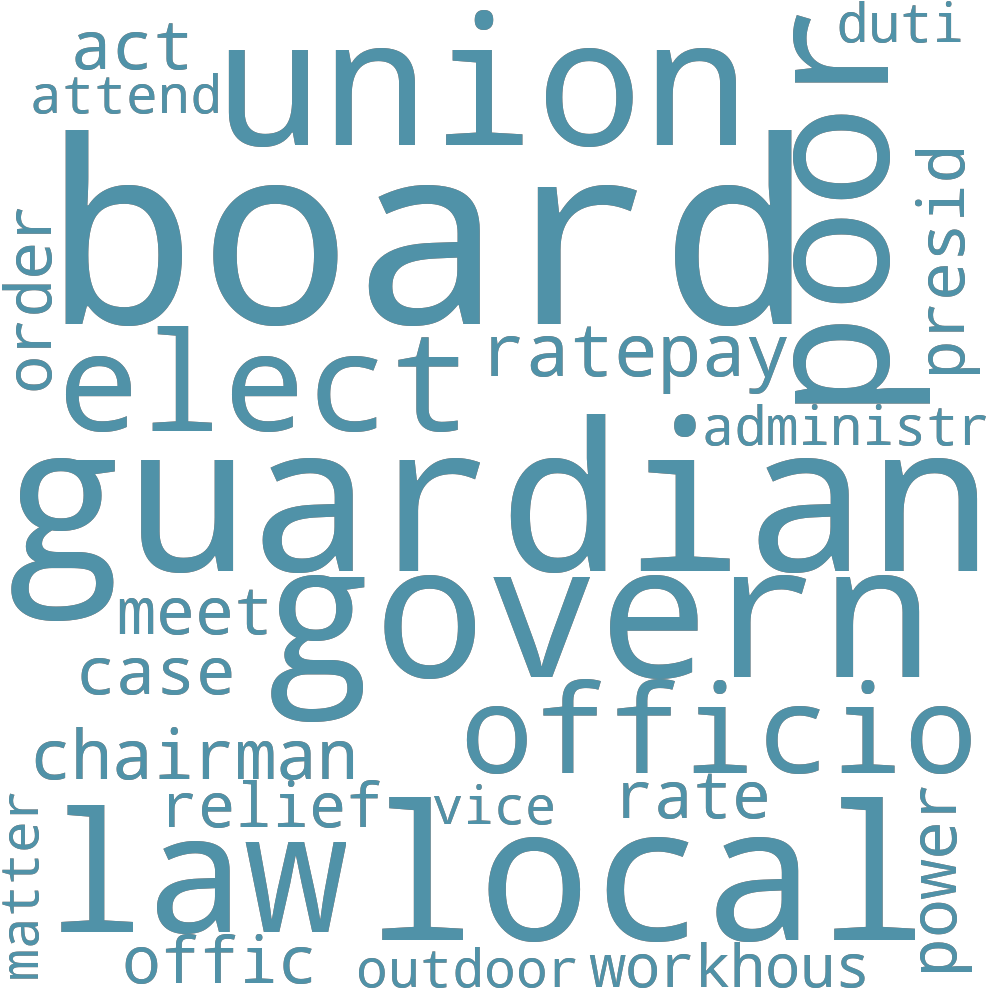 act
union
poor
duti
attend
board
presid
order
elect
ratepay
administr
guardian
govern
meet
case
officio
chairman
relief
vice
rate
law
local
power
matter
offic
outdoor
workhous